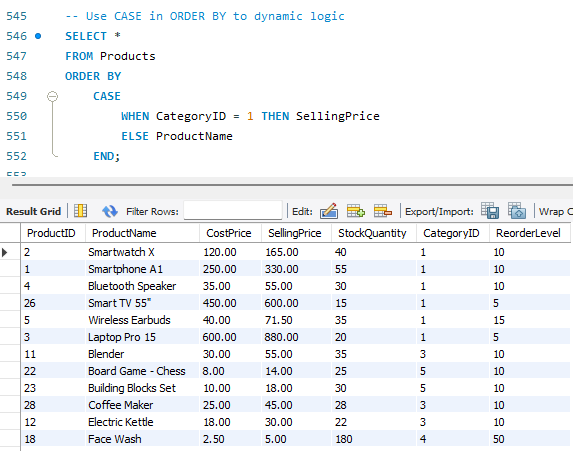 545 -- Use CASE in ORDER BY to dynamic logic
546 SELECT *
547 FROM Products
548 ORDER BY
549 CASE
550 WHEN CategoryID = 1 THEN SellingPrice
551 ELSE ProductName
552 END;
Result Grid Filter Rows: Edit: Export/Import: Wrap C
ProductID ProductName CostPrice SellingPrice StockQuantity CategoryID ReorderLevel
2 Smartwatch X 120.00 165.00 40 1 10
1 Smartphone A1 250.00 330.00 55 1 10
4 Bluetooth Speaker 35.00 55.00 30 1 10
26 Smart TV 55" 450.00 600.00 15 1 5
5 Wireless Earbuds 40.00 71.50 35 1 15
3 Laptop Pro 15 600.00 880.00 20 1 5
11 Blender 30.00 55.00 35 3 10
22 Board Game - Chess 8.00 14.00 25 5 10
23 Building Blocks Set 10.00 18.00 30 5 10
28 Coffee Maker 25.00 45.00 28 3 10
12 Electric Kettle 18.00 30.00 22 3 10
18 Face Wash 2.50 5.00 180 4 50